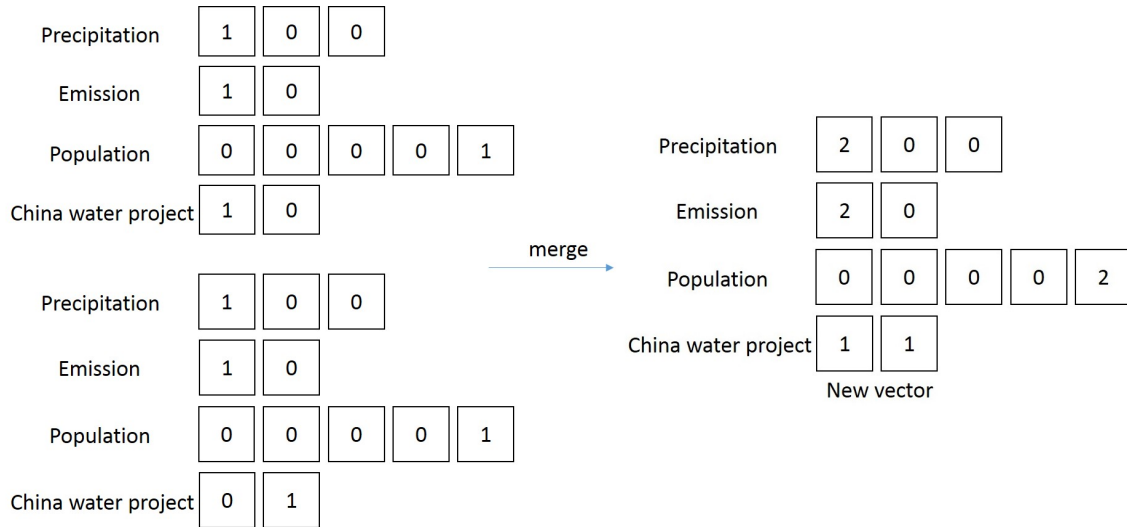 Precipitation 1 0 0
Emission 1 0
Population 0 0 0 0 1
China water project 1 0
Precipitation 1 0 0
Emission 1 0
Population 0 0 0 0 1
China water project 0 1
merge
Precipitation 2 0 0
Emission 2 0
Population 0 0 0 0 2
China water project 1 1
New vector